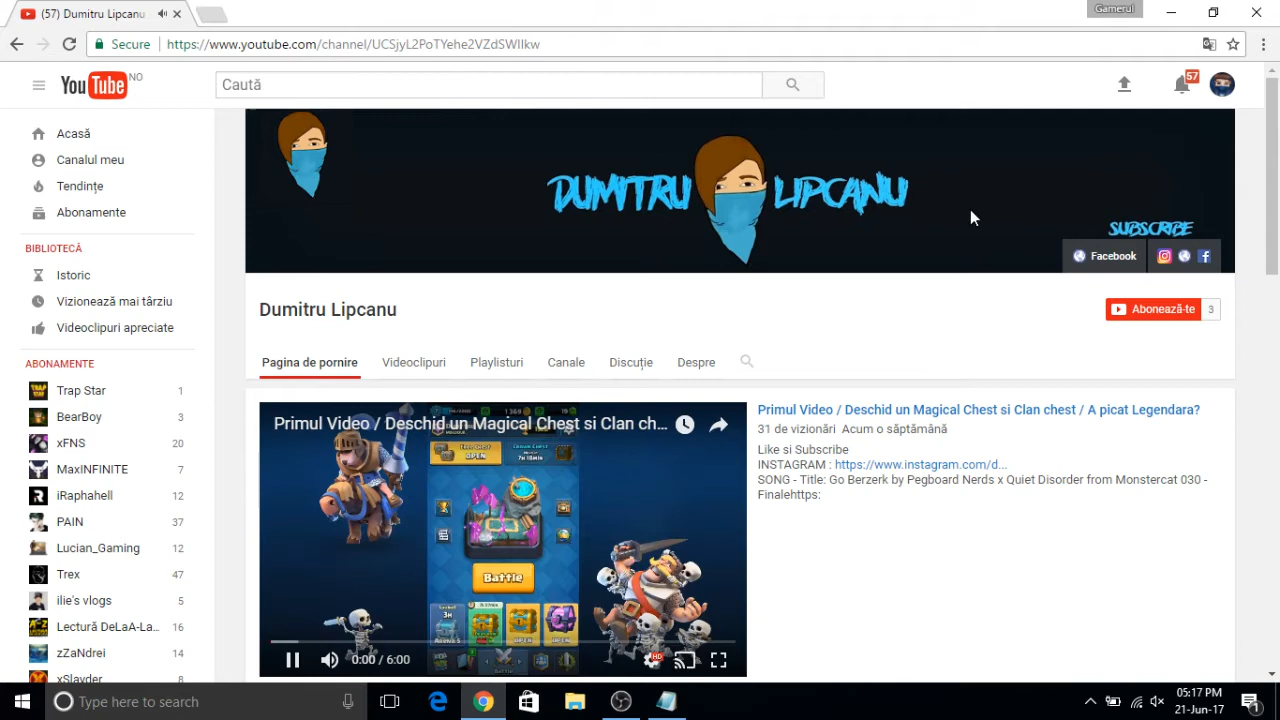 (57) Dumitru Lipcanu
Gamerul
Secure
https://www.youtube.com/channel/UCSjyL2PoTYehe2VZdSWIlkw
YouTube NO
Caută
57
Acasă
Canalul meu
Tendințe
Abonamente
BIBLIOTECĂ
Istoric
Vizionează mai târziu
Videoclipuri apreciate
ABONAMENTE
Trap Star 1
BearBoy 3
xFNS 20
MaxINFINITE 7
iRaphahell 12
PAIN 37
Lucian_Gaming 12
Trex 47
ilie's vlogs 5
Lectură DeLaA-La... 16
zZaNdrei 14
xSlayder
DUMITRU LIPCANU
SUBSCRIBE
Facebook
Dumitru Lipcanu
Abonează-te 3
Pagina de pornire Videoclipuri Playlisturi Canale Discuție Despre
Primul Video / Deschid un Magical Chest si Clan ch...
OPEN
Battle
OPEN
0:00 / 6:00
HD
Primul Video / Deschid un Magical Chest si Clan chest / A picat Legendara?
31 de vizionări Acum o săptămână
Like si Subscribe
INSTAGRAM : https://www.instagram.com/d...
SONG - Title: Go Berzerk by Pegboard Nerds x Quiet Disorder from Monstercat 030 -
Finalehttps:
Type here to search
05:17 PM
21-Jun-17
1